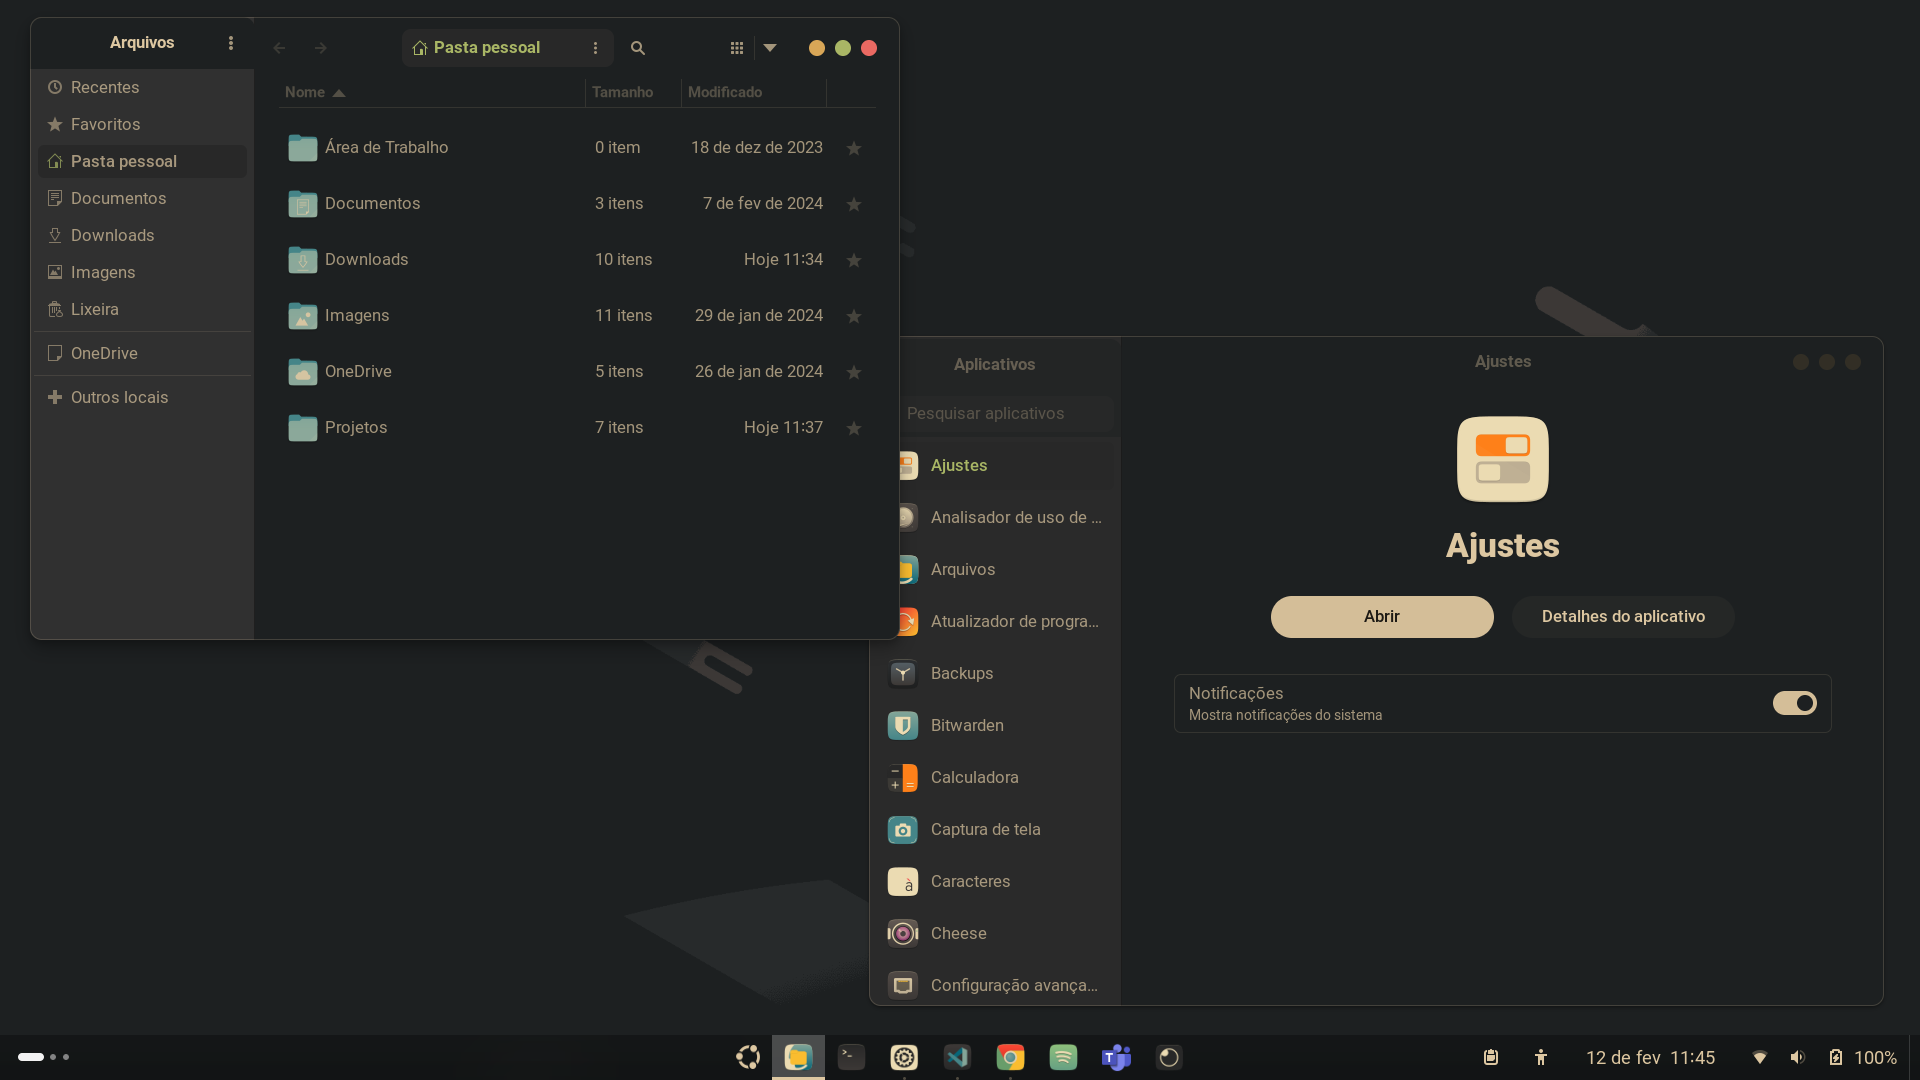 Arquivos
Pasta pessoal
Recentes
Favoritos
Pasta pessoal
Documentos
Downloads
Imagens
Lixeira
OneDrive
Outros locais
Nome Tamanho Modificado
Área de Trabalho 0 item 18 de dez de 2023
Documentos 3 itens 7 de fev de 2024
Downloads 10 itens Hoje 11:34
Imagens 11 itens 29 de jan de 2024
OneDrive 5 itens 26 de jan de 2024
Projetos 7 itens Hoje 11:37
Aplicativos
Pesquisar aplicativos
Ajustes
Analisador de uso de ...
Arquivos
Atualizador de progra...
Backups
Bitwarden
Calculadora
Captura de tela
à
Caracteres
Cheese
Configuração avança...
Ajustes
Ajustes
Abrir
Detalhes do aplicativo
Notificações
Mostra notificações do sistema
T
12 de fev 11:45
100%